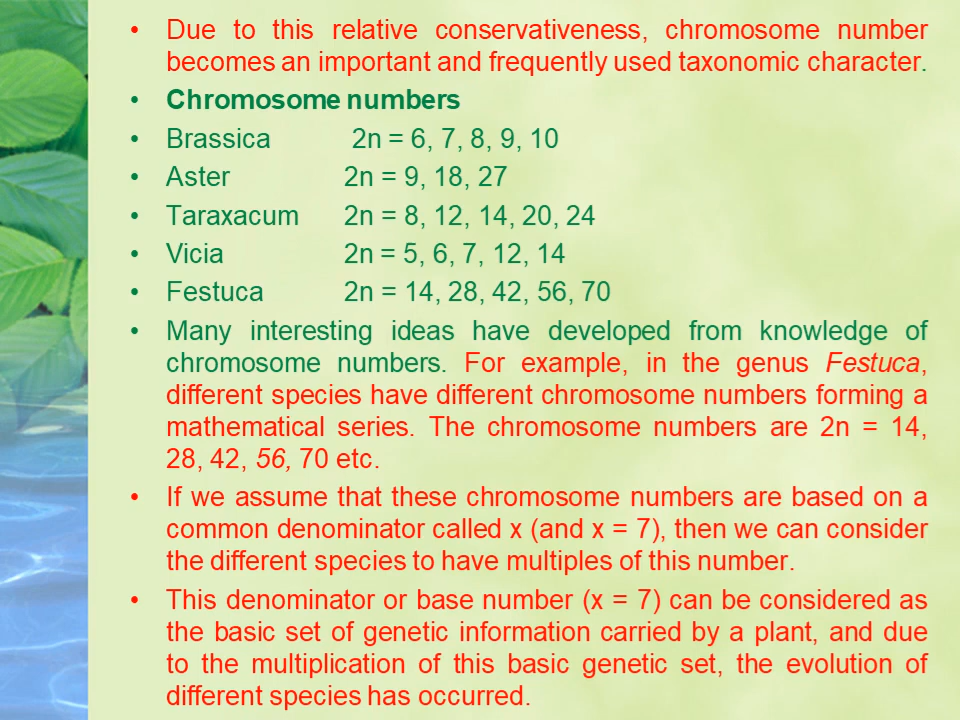 • Due to this relative conservativeness, chromosome number
becomes an important and frequently used taxonomic character.
• Chromosome numbers
• Brassica 2n = 6, 7, 8, 9, 10
• Aster 2n = 9, 18, 27
• Taraxacum 2n = 8, 12, 14, 20, 24
• Vicia 2n = 5, 6, 7, 12, 14
• Festuca 2n = 14, 28, 42, 56, 70
• Many interesting ideas have developed from knowledge of
chromosome numbers. For example, in the genus Festuca,
different species have different chromosome numbers forming a
mathematical series. The chromosome numbers are 2n = 14,
28, 42, 56, 70 etc.
• If we assume that these chromosome numbers are based on a
common denominator called x (and x = 7), then we can consider
the different species to have multiples of this number.
• This denominator or base number (x = 7) can be considered as
the basic set of genetic information carried by a plant, and due
to the multiplication of this basic genetic set, the evolution of
different species has occurred.